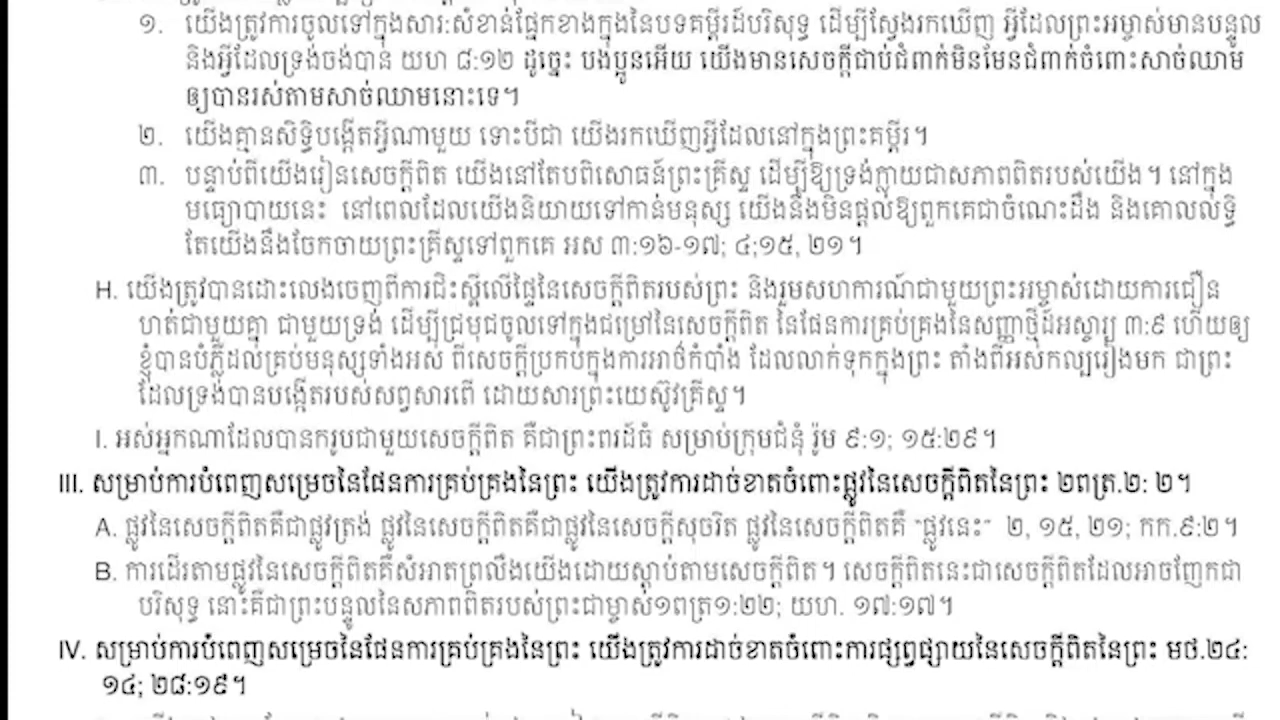 ១. យើងត្រូវការចូលទៅក្នុងសារៈសំខាន់ផ្នែកខាងក្នុងនៃបទគម្ពីរដ៍បរិសុទ្ធ ដើម្បីស្វែងរកឃើញ អ្វីដែលព្រះអម្ចាស់មានបន្ទូល
និងអ្វីដែលទ្រង់ចង់បាន យហ ៨:១២ ដូច្នេះ បងប្អូនអើយ យើងមានសេចក្តីជាប់ជំពាក់មិនមែនជំពាក់ចំពោះសាច់ឈាម
ឲ្យបានរស់តាមសាច់ឈាមនោះទេ។
២. យើងគ្មានសិទ្ធិបង្កើតអ្វីណាមួយ ទោះបីជា យើងរកឃើញអ្វីដែលនៅក្នុងព្រះគម្ពីរ។
៣. បន្ទាប់ពីយើងរៀនសេចក្តីពិត យើងនៅតែបពិសោធន៍ព្រះគ្រីស្ទ ដើម្បីឱ្យទ្រង់ក្លាយជាសភាពពិតរបស់យើង។ នៅក្នុង
មធ្យោបាយនេះ នៅពេលដែលយើងនិយាយទៅកាន់មនុស្ស យើងនឹងមិនផ្តល់ឱ្យពួកគេជាចំណេះដឹង និងគោលលទ្ធិ
តែយើងនឹងចែកចាយព្រះគ្រីស្ទទៅពួកគេ អស ៣:១៦-១៧; ៤;១៥, ២១។
H. យើងត្រូវបានដោះលេងចេញពីការជិះស្គីលើផ្ទៃនៃសេចក្តីពិតរបស់ព្រះ និងរួមសហការណ៍ជាមួយព្រះអម្ចាស់ដោយការជឿន
ហត់ជាមួយគ្នា ជាមួយទ្រង់ ដើម្បីជ្រមុជចូលទៅក្នុងជម្រៅនៃសេចក្តីពិត នៃផែនការគ្រប់គ្រងនៃសញ្ញាថ្មីដ៍អស្ចារ្យ ៣:៩ ហើយឲ្យ
ខ្ញុំបានបំភ្លឺដល់គ្រប់មនុស្សទាំងអស់ ពីសេចក្តីប្រកបក្នុងការអាថ៌កំបាំង ដែលលាក់ទុកក្នុងព្រះ តាំងពីអស់កល្បរៀងមក ជាព្រះ
ដែលទ្រង់បានបង្កើតរបស់សព្វសារពើ ដោយសារព្រះយេស៊ូវគ្រីស្ទ។
I. អស់អ្នកណាដែលបានករូបជាមួយសេចក្តីពិត គឺជាព្រះពរដ៍ធំ សម្រាប់ក្រុមជំនុំ រ៉ូម ៩:១; ១៥:២៩។
III. សម្រាប់ការបំពេញសម្រេចនៃផែនការគ្រប់គ្រងនៃព្រះ យើងត្រូវការដាច់ខាតចំពោះផ្លូវនៃសេចក្តីពិតនៃព្រះ ២ពត្រ.២: ២។
A. ផ្លូវនៃសេចក្តីពិតគឺជាផ្លូវត្រង់ ផ្លូវនៃសេចក្តីពិតគឺជាផ្លូវនៃសេចក្តីសុចរិត ផ្លូវនៃសេចក្តីពិតគឺ "ផ្លូវនេះ" ២, ១៥, ២១; កក.៩:២។
B. ការដើរតាមផ្លូវនៃសេចក្តីពិតគឺសំអាតព្រលឹងយើងដោយស្តាប់តាមសេចក្តីពិត។ សេចក្តីពិតនេះជាសេចក្តីពិតដែលអាចញែកជា
បរិសុទ្ធ នោះគឺជាព្រះបន្ទូលនៃសភាពពិតរបស់ព្រះជាម្ចាស់១ពត្រ១:២២; យហ. ១៧:១៧។
IV. សម្រាប់ការបំពេញសម្រេចនៃផែនការគ្រប់គ្រងនៃព្រះ យើងត្រូវការដាច់ខាតចំពោះការផ្សព្វផ្សាយនៃសេចក្តីពិតនៃព្រះ មថ.២៤:
១៤; ២៨:១៩។